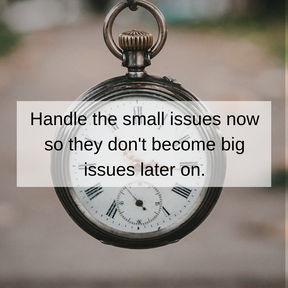 Handle the small issues now
so they don't become big
issues later on.